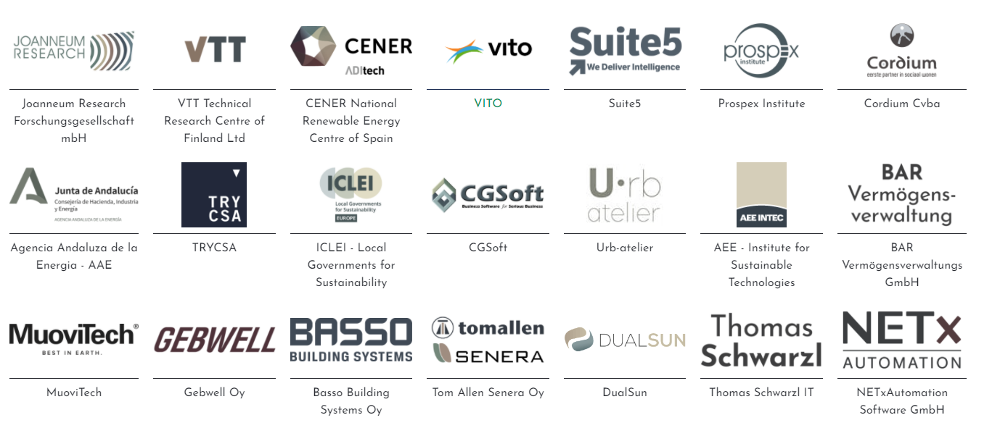 JOANNEUM
RESEARCH
Joanneum Research
Forschungsgesellschaft
mbH
VTT
VTT Technical
Research Centre of
Finland Ltd
CENER
ADItech
CENER National
Renewable Energy
Centre of Spain
vito
VITO
Suite5
We Deliver Intelligence
Suite5
prospex
institute
Prospex Institute
Cordium
eerste partner in sociaal wonen
Cordium Cvba
Junta de Andalucía
Consejería de Hacienda, Industria
y Energía
AGENCIA ANDALUZA DE LA ENERGÍA
Agencia Andaluza de la
Energia - AAE
TRY
CSA
TRYCSA
ICLEI
Local Governments
for Sustainability
EUROPE
ICLEI - Local
Governments for
Sustainability
CGSoft
Business Software for Serious Business
CGSoft
U·rb
atelier
Urb-atelier
AEE INTEC
AEE - Institute for
Sustainable
Technologies
BAR
Vermögens-
verwaltung
BAR
Vermögensverwaltungs
GmbH
MuoviTech®
BEST IN EARTH.
MuoviTech
GEBWELL
Gebwell Oy
BASSO
BUILDING SYSTEMS
Basso Building
Systems Oy
tomallen
SENERA
Tom Allen Senera Oy
DUALSUN
DualSun
Thomas
Schwarzl
Thomas Schwarzl IT
NETx
AUTOMATION
NETxAutomation
Software GmbH